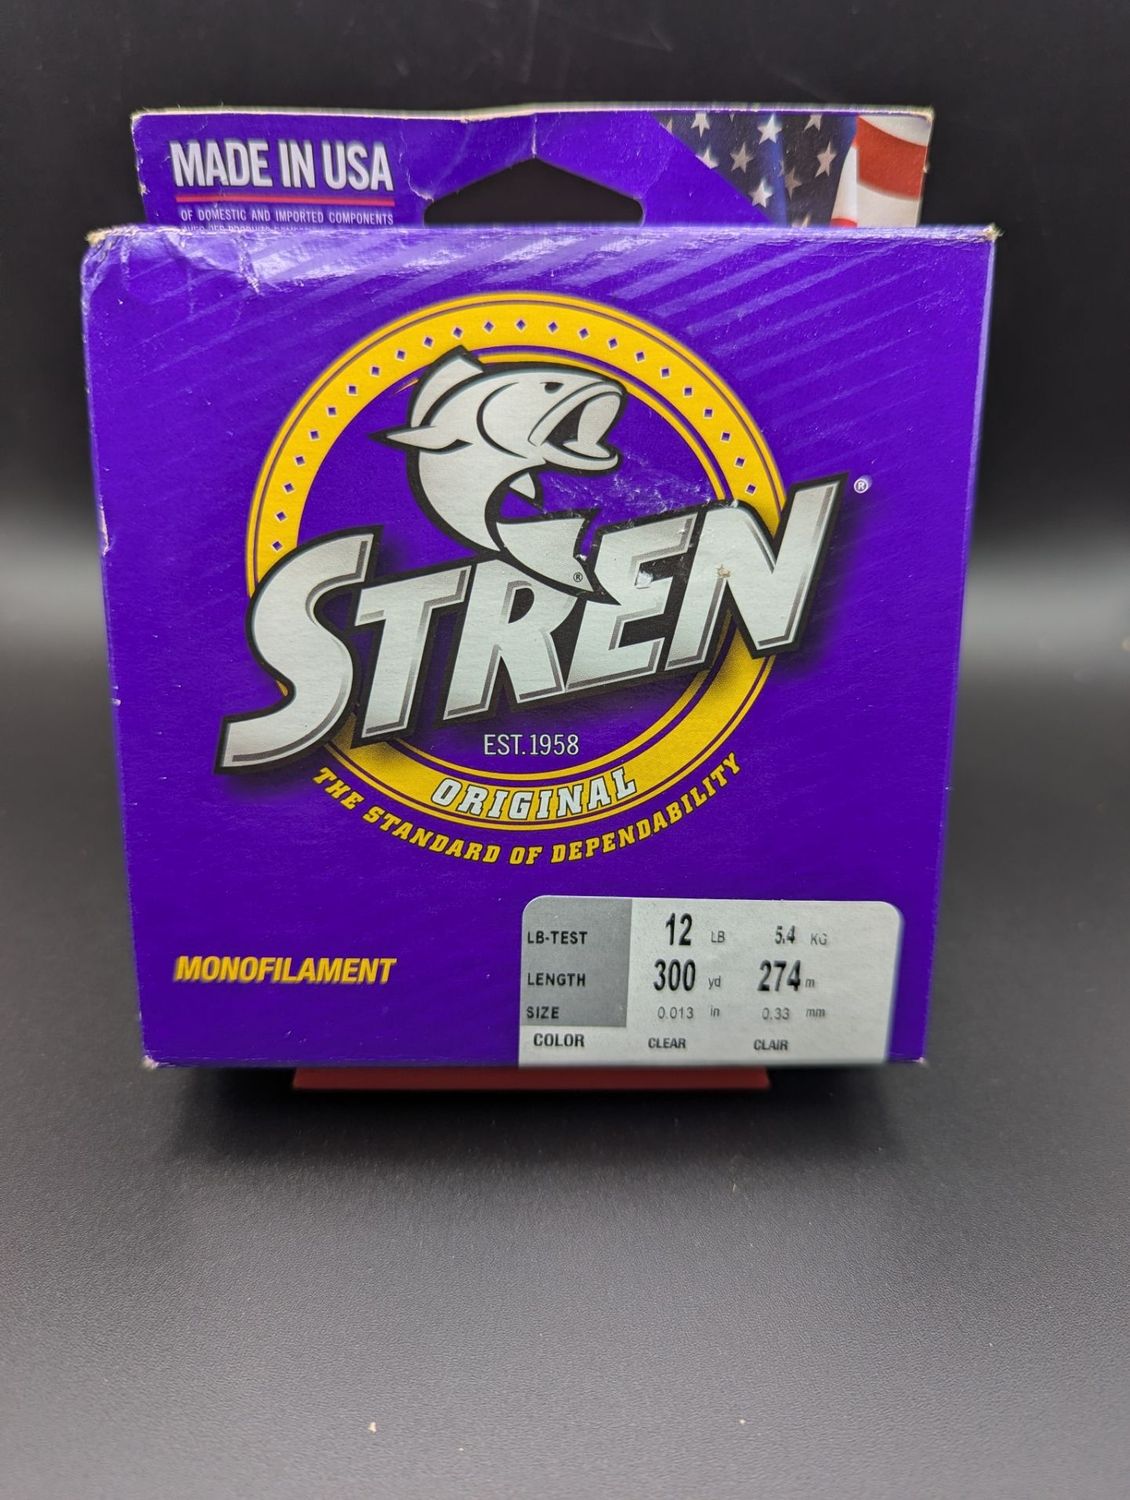 MADE IN USA
OF DOMESTIC AND IMPORTED COMPONENTS
STREN®
®
EST. 1958
ORIGINAL
THE STANDARD OF DEPENDABILITY
MONOFILAMENT
LB-TEST 12 LB 5.4 KG
LENGTH 300 yd 274 m
SIZE 0.013 in 0.33 mm
COLOR CLEAR CLAIR